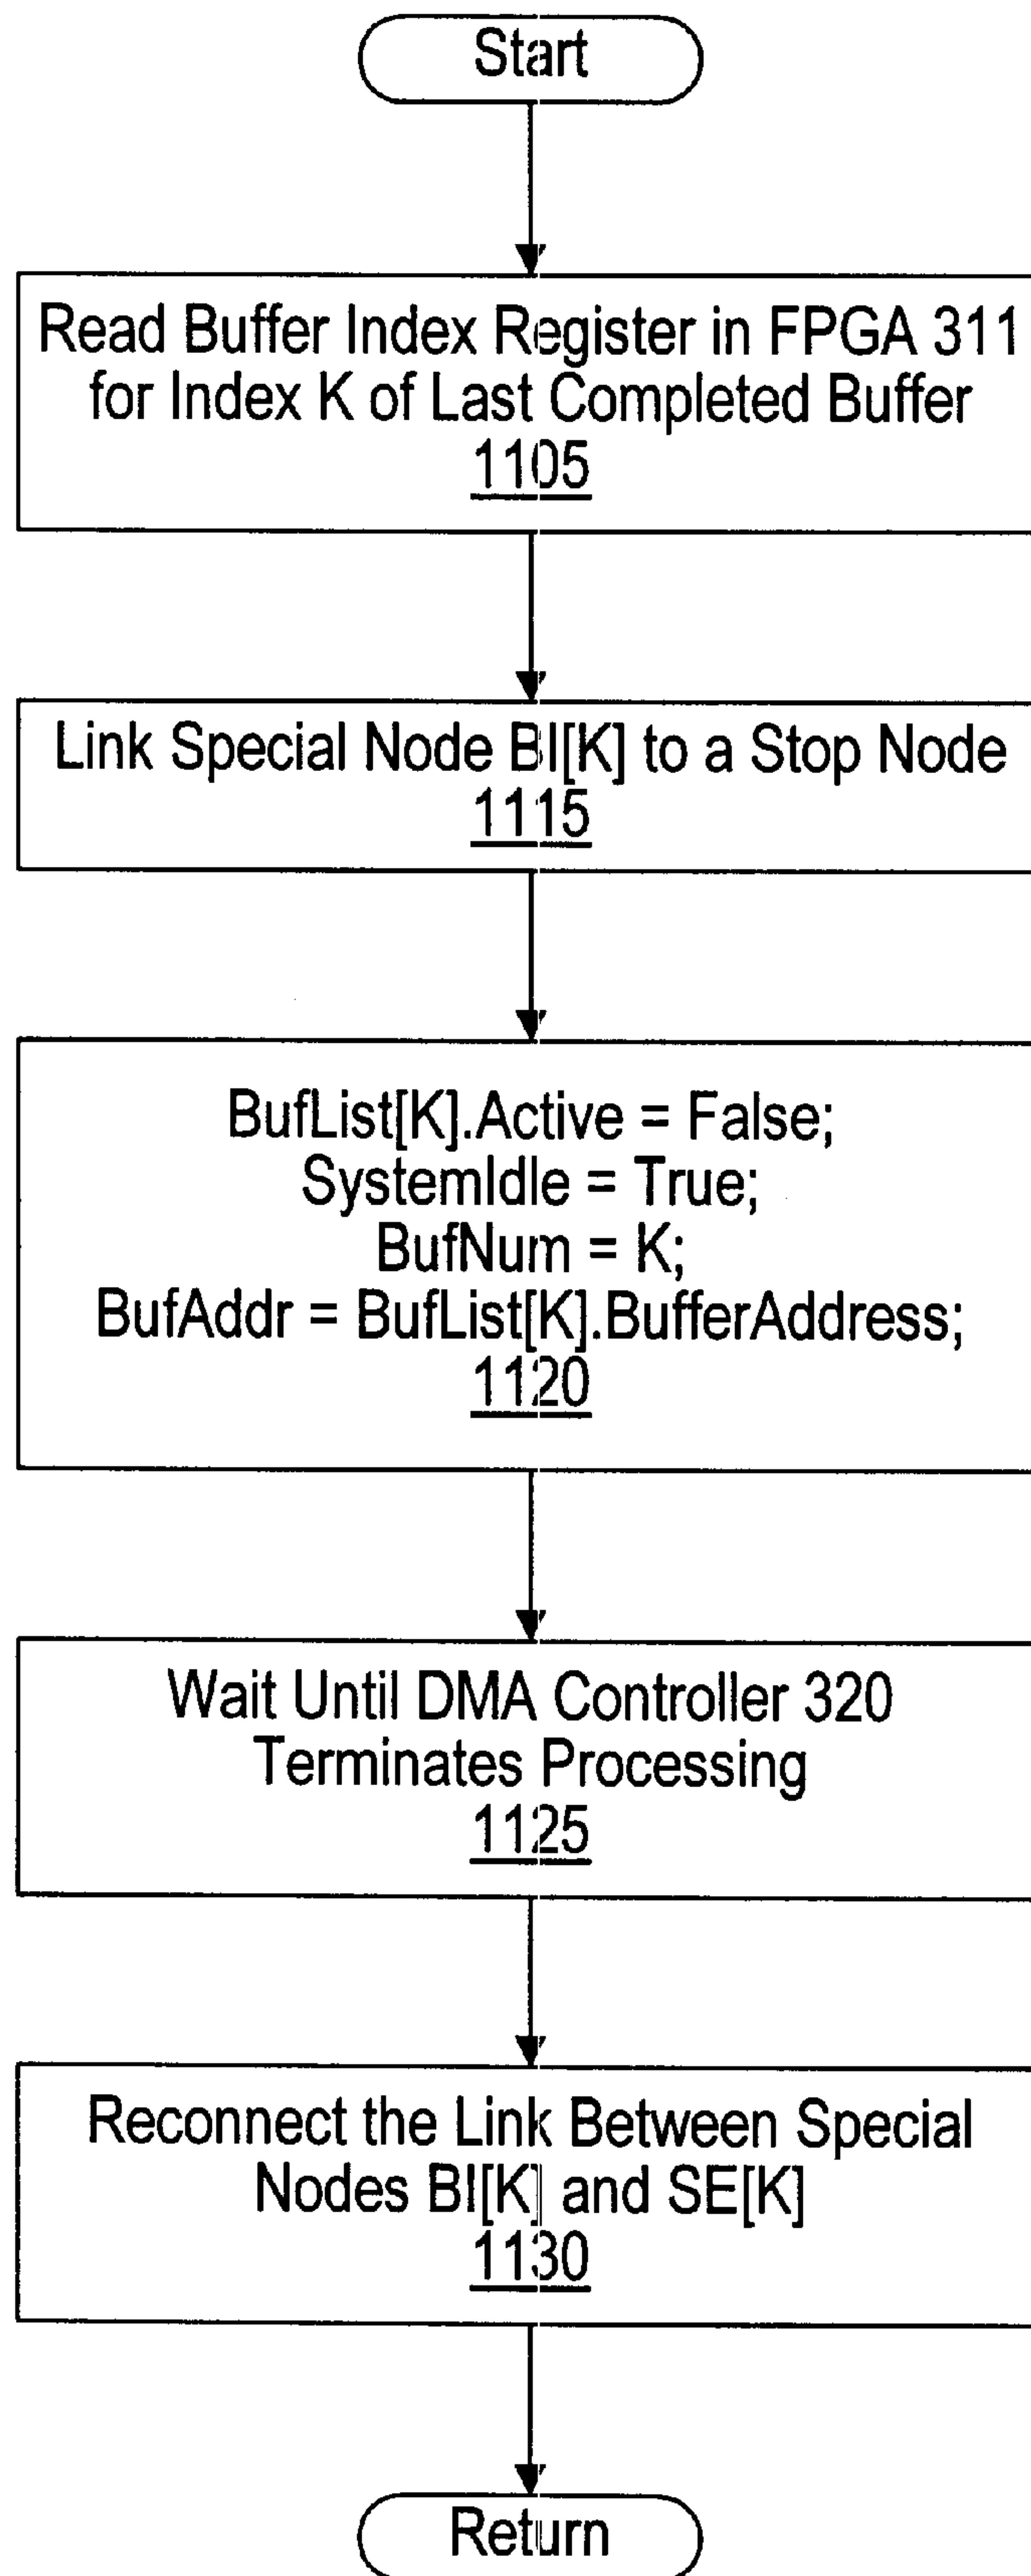 Start
Read Buffer Index Register in FPGA 311
for Index K of Last Completed Buffer
1105
Link Special Node BI[K] to a Stop Node
1115
BufList[K].Active = False;
SystemIdle = True;
BufNum = K;
BufAddr = BufList[K].BufferAddress;
1120
Wait Until DMA Controller 320
Terminates Processing
1125
Reconnect the Link Between Special
Nodes BI[K] and SE[K]
1130
Return